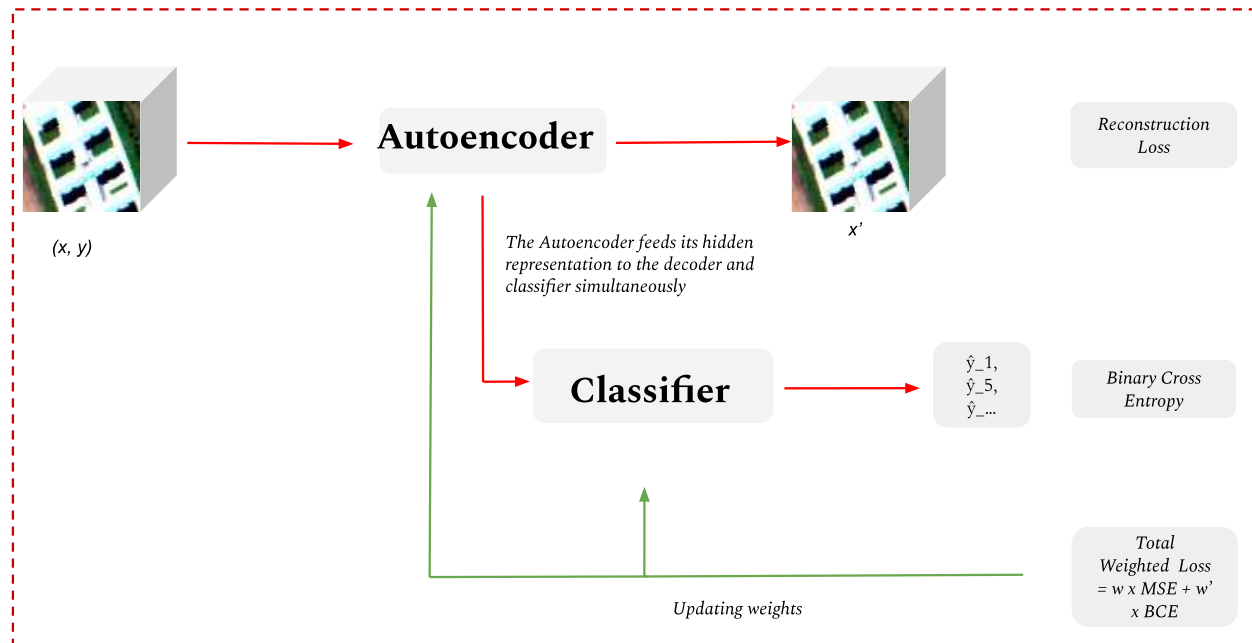 Autoencoder
Reconstruction
Loss
(x, y)
x’
The Autoencoder feeds its hidden
representation to the decoder and
classifier simultaneously
Classifier
ŷ_1,
ŷ_5,
ŷ_...
Binary Cross
Entropy
Total
Weighted Loss
= w x MSE + w’
x BCE
Updating weights